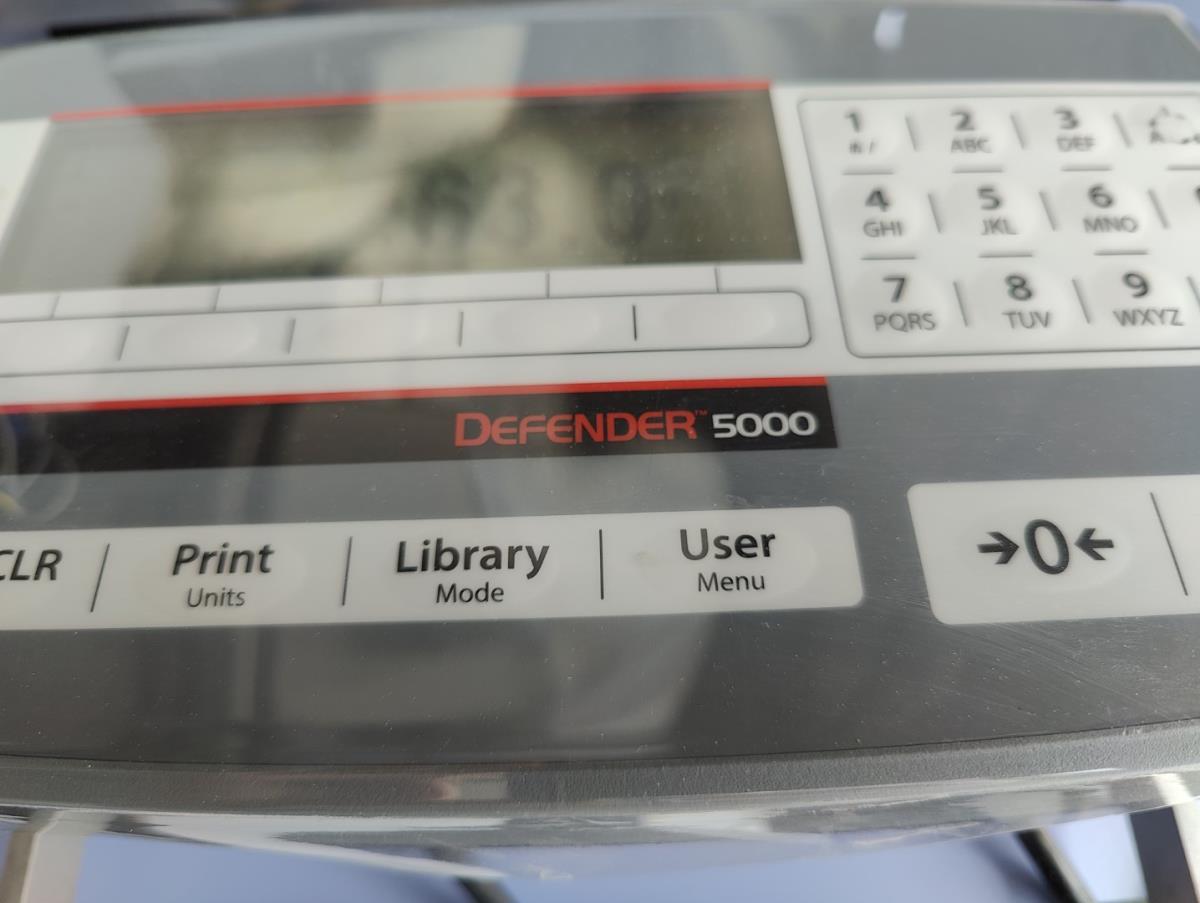 1 2 3
ABC DEF
4 5 6
GHI JKL MNO
7 8 9
PQRS TUV WXYZ
DEFENDER™ 5000
CLR Print Library User →0←
Units Mode Menu